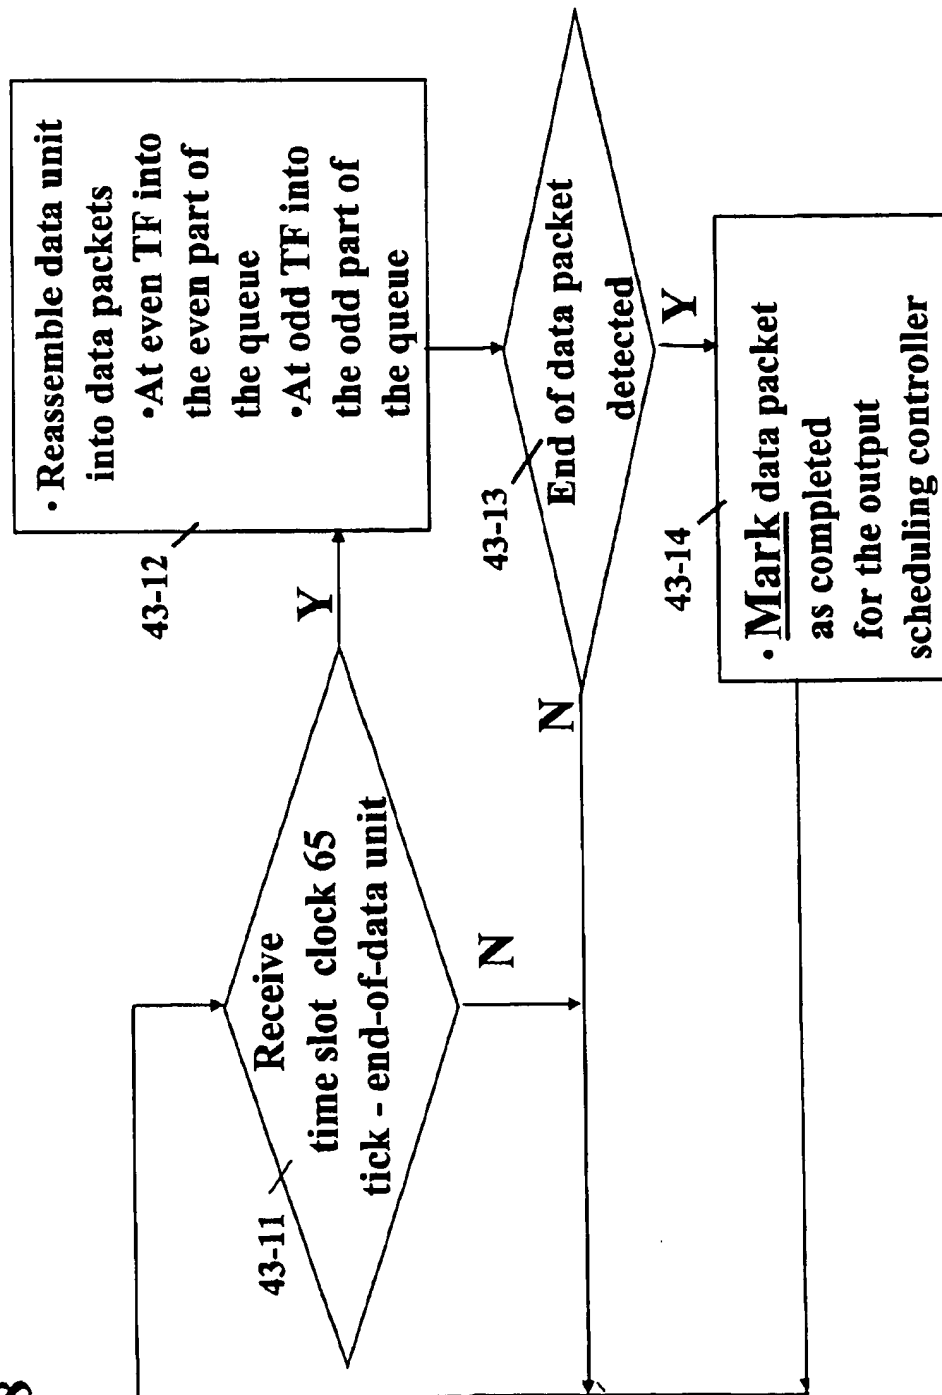 43-11
Receive
time slot clock 65
tick - end-of-data unit
Y
N
43-12
• Reassemble data unit
into data packets
•At even TF into
the even part of
the queue
•At odd TF into
the odd part of
the queue
43-13
End of data packet
detected
N
Y
43-14
• Mark data packet
as completed
for the output
scheduling controller